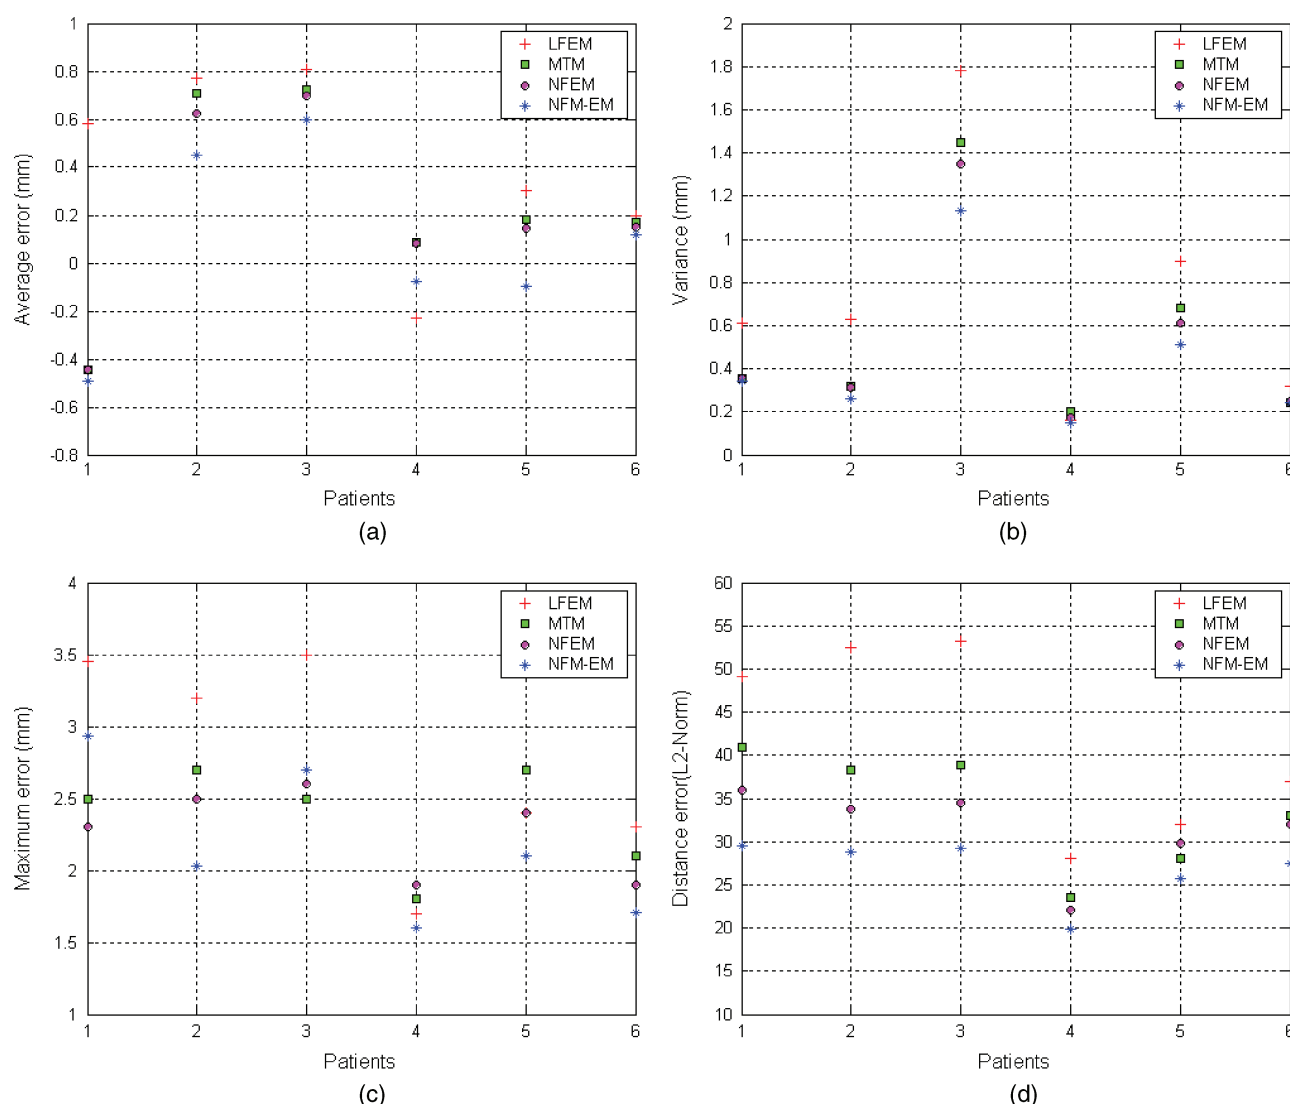 1
0.8
0.6
0.4
0.2
0
-0.2
-0.4
-0.6
-0.8
Average error (mm)
LFEM
MTM
NFEM
NFM-EM
1 2 3 4 5 6
Patients
(a)
2
1.8
1.6
1.4
1.2
1
0.8
0.6
0.4
0.2
0
Variance (mm)
LFEM
MTM
NFEM
NFM-EM
1 2 3 4 5 6
Patients
(b)
4
3.5
3
2.5
2
1.5
1
Maximum error (mm)
LFEM
MTM
NFEM
NFM-EM
1 2 3 4 5 6
Patients
(c)
60
55
50
45
40
35
30
25
20
15
10
Distance error(L2-Norm)
LFEM
MTM
NFEM
NFM-EM
1 2 3 4 5 6
Patients
(d)